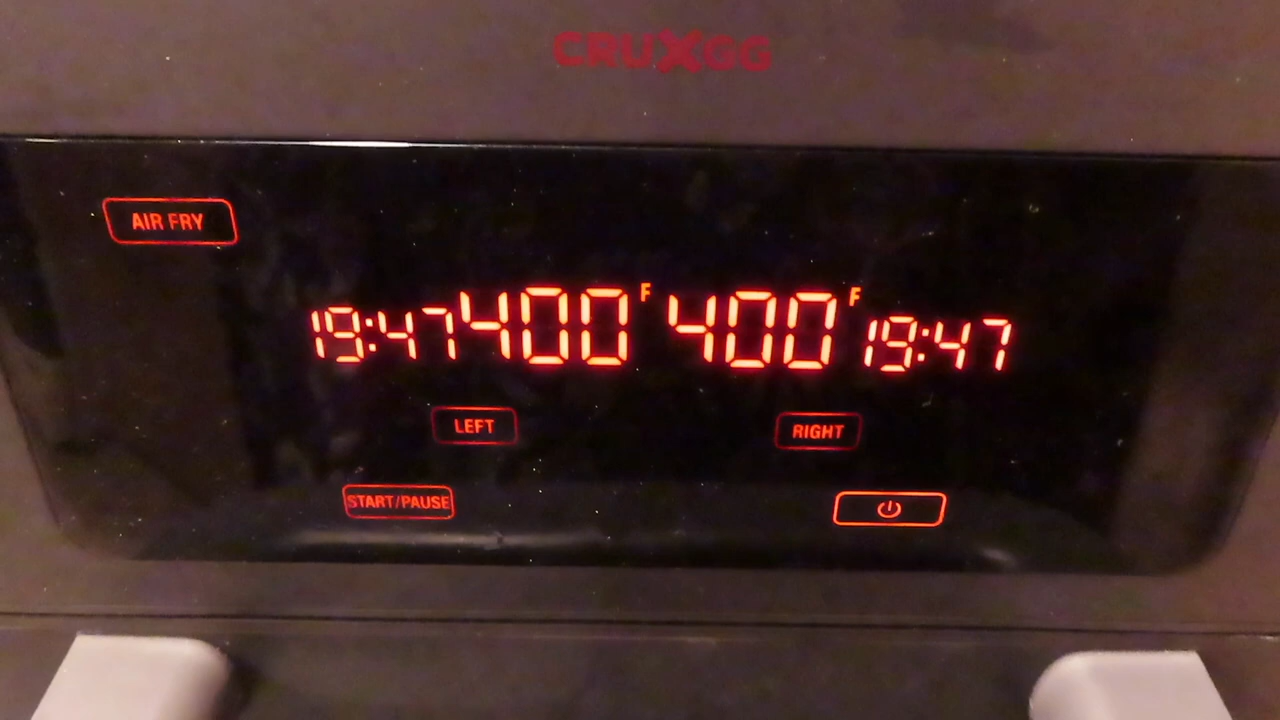 CRUXGG
AIR FRY
19:47 400 F 400 F 19:47
LEFT RIGHT
START/PAUSE